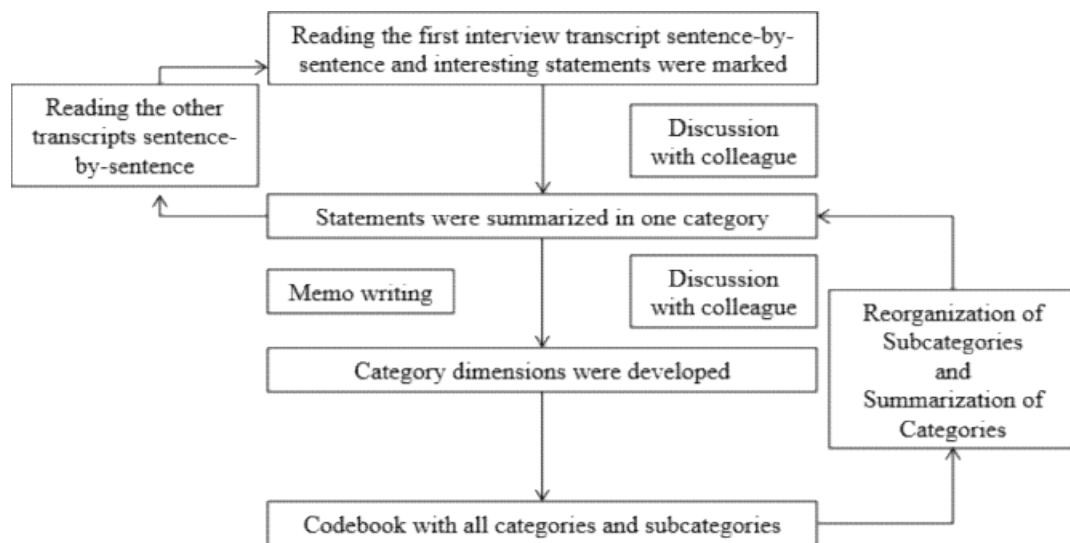 Reading the first interview transcript sentence-by-
sentence and interesting statements were marked
Reading the other
transcripts sentence-
by-sentence
Discussion
with colleague
Statements were summarized in one category
Memo writing
Discussion
with colleague
Reorganization of
Subcategories
and
Summarization of
Categories
Category dimensions were developed
Codebook with all categories and subcategories